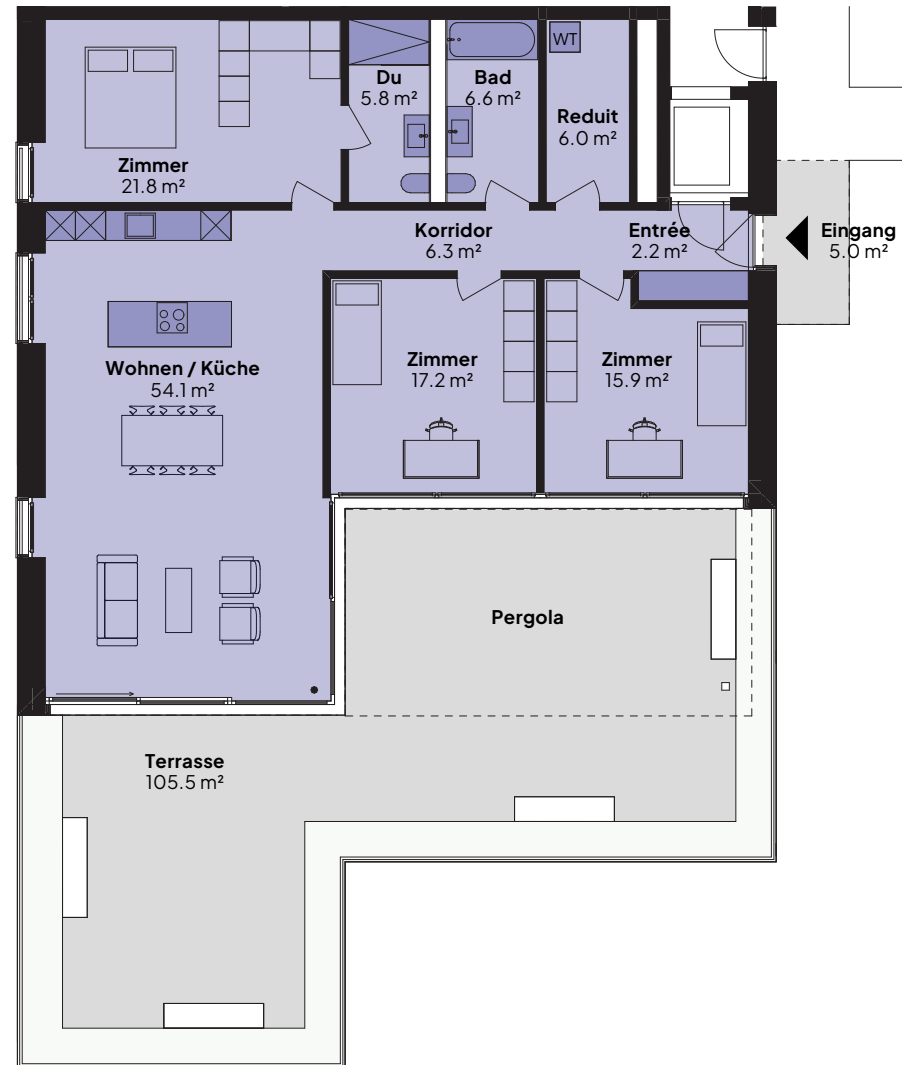 WT
Du
5.8 m²
Bad
6.6 m²
Reduit
6.0 m²
Zimmer
21.8 m²
Korridor
6.3 m²
Entrée
2.2 m²
Eingang
5.0 m²
Wohnen / Küche
54.1 m²
Zimmer
17.2 m²
Zimmer
15.9 m²
Pergola
Terrasse
105.5 m²